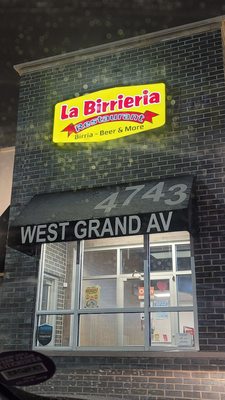 La Birrieria
Restaurant
Birria - Beer & More
4743
WEST GRAND AV